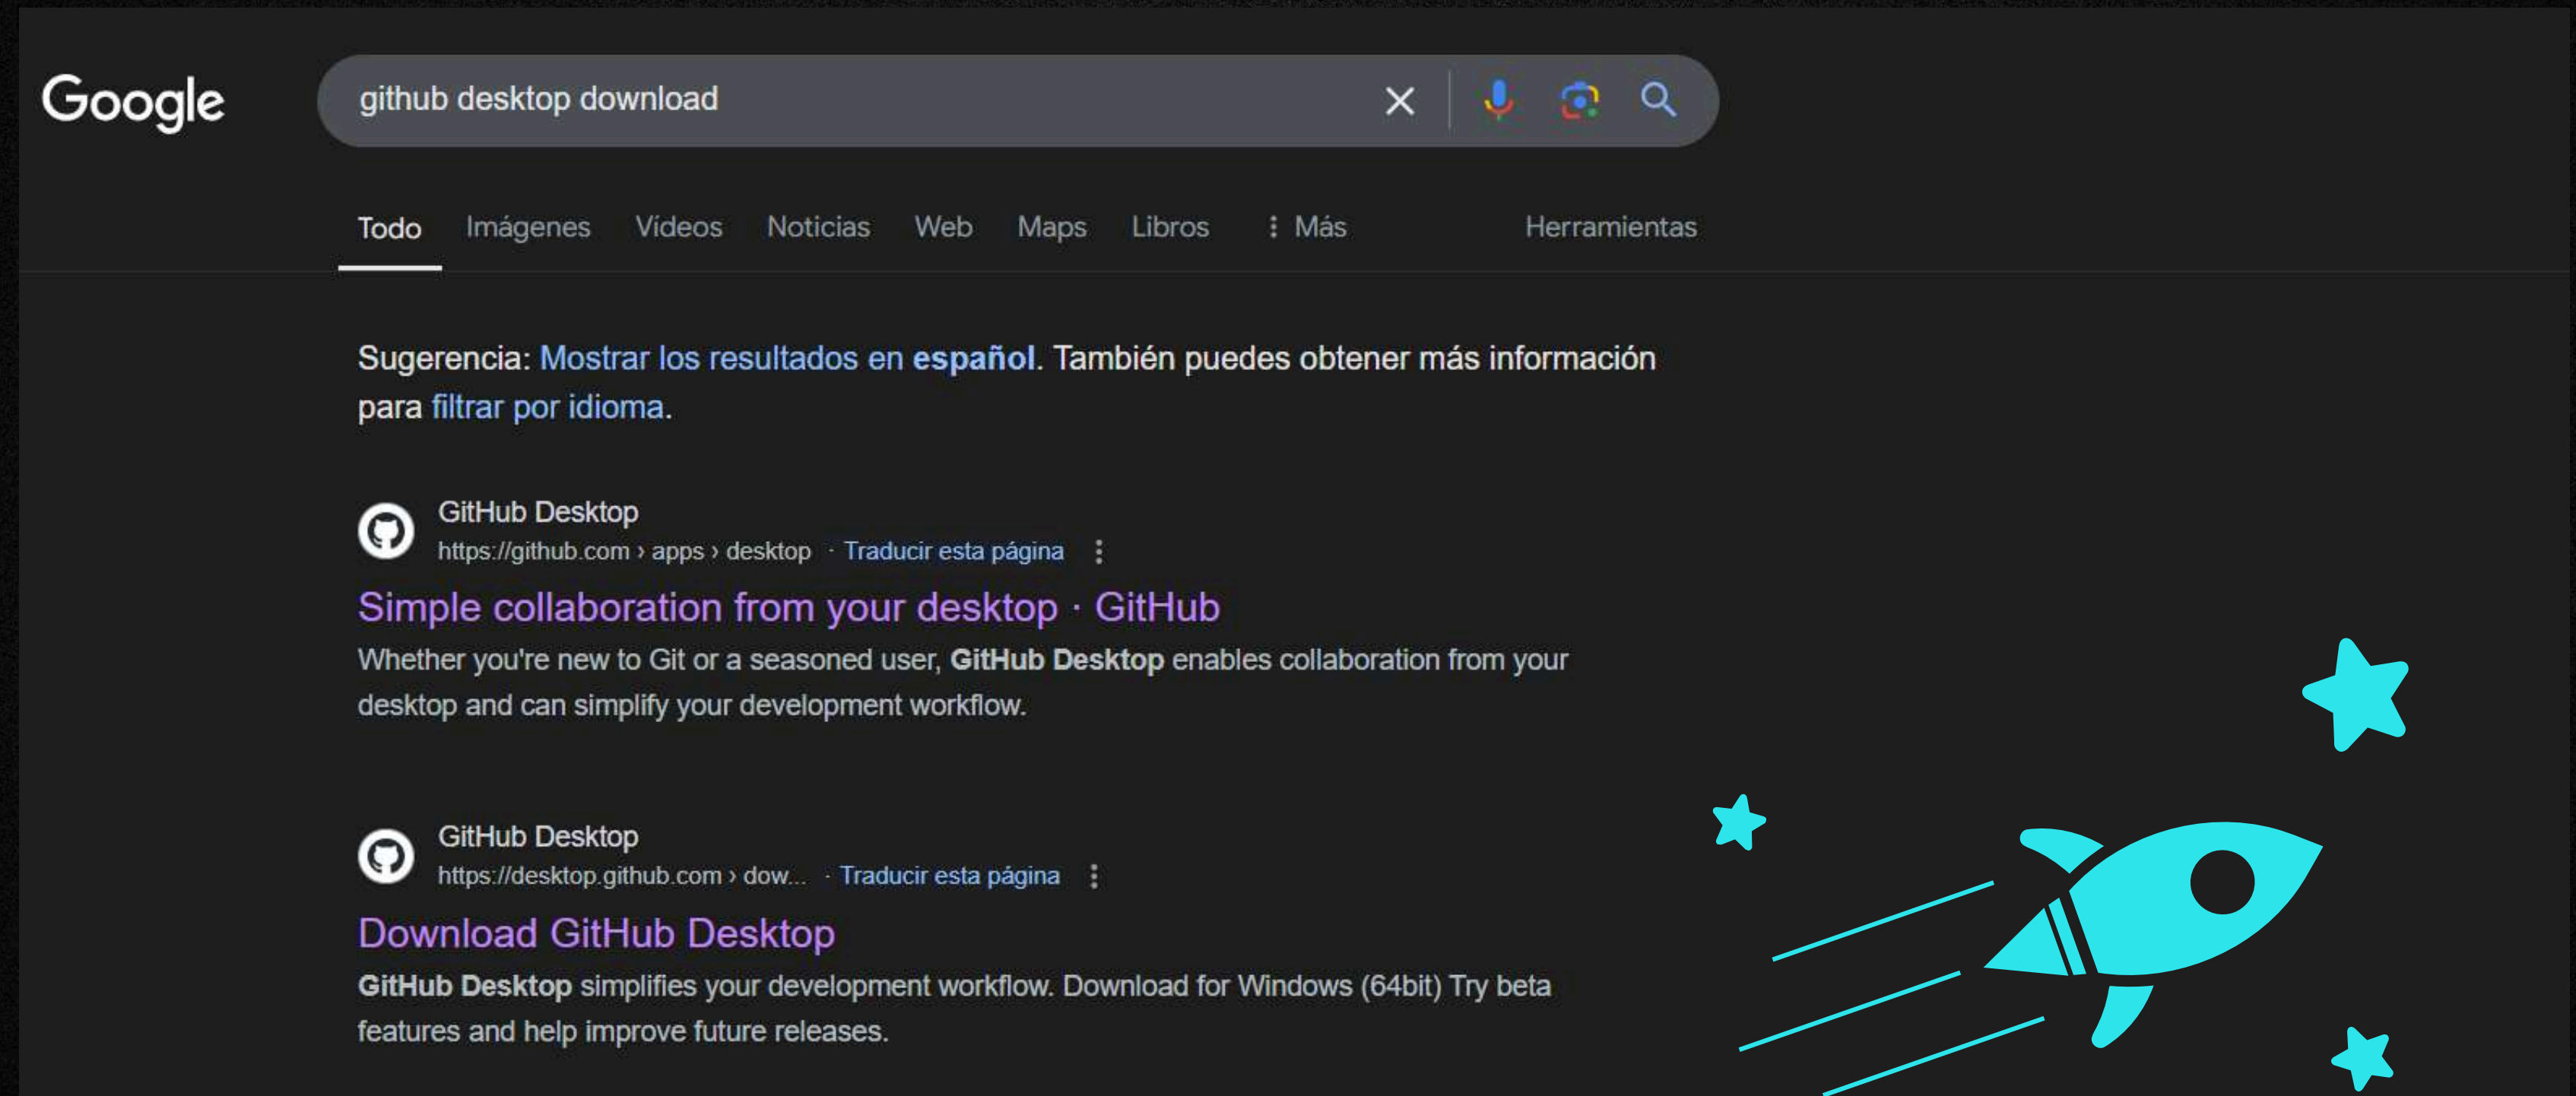 Google
github desktop download
Todo Imágenes Vídeos Noticias Web Maps Libros Más Herramientas
Sugerencia: Mostrar los resultados en español. También puedes obtener más información
para filtrar por idioma.
GitHub Desktop
https://github.com › apps › desktop · Traducir esta página
Simple collaboration from your desktop · GitHub
Whether you're new to Git or a seasoned user, GitHub Desktop enables collaboration from your
desktop and can simplify your development workflow.
GitHub Desktop
https://desktop.github.com › dow... · Traducir esta página
Download GitHub Desktop
GitHub Desktop simplifies your development workflow. Download for Windows (64bit) Try beta
features and help improve future releases.